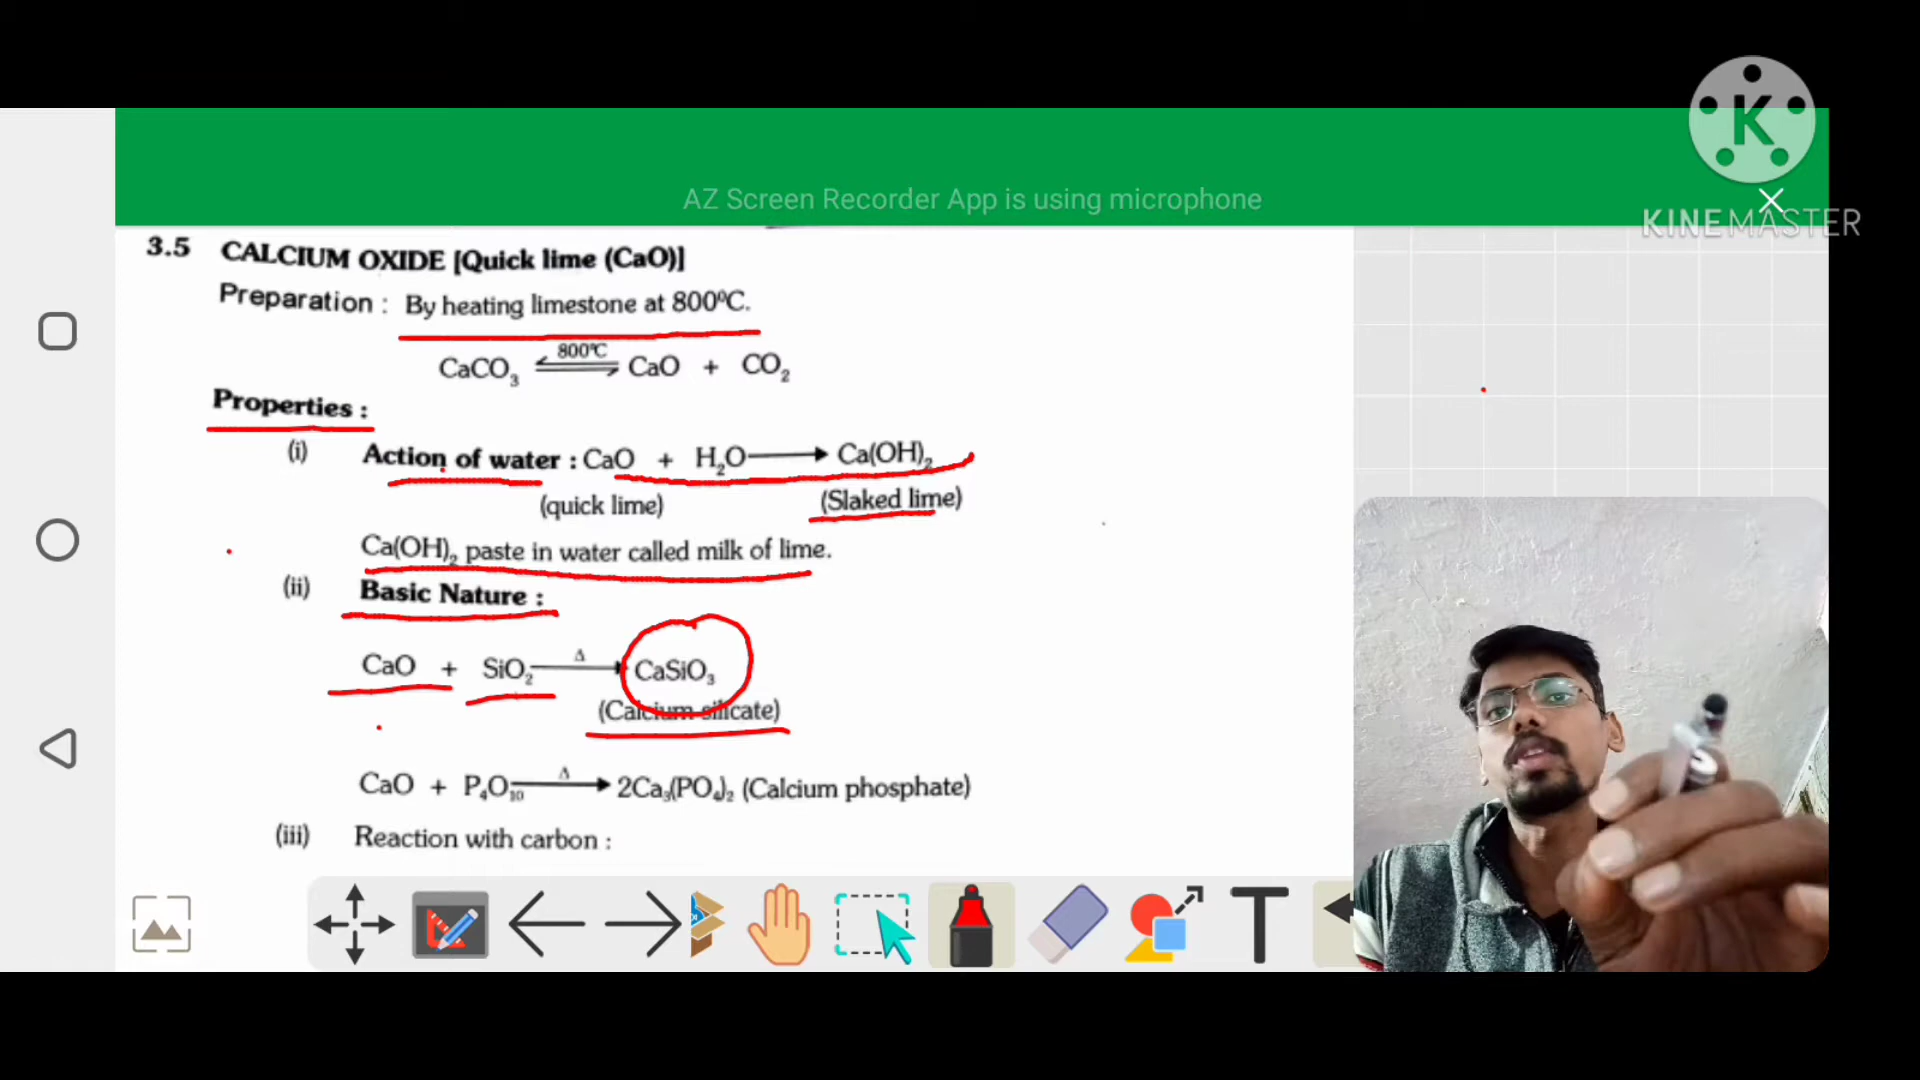 K
AZ Screen Recorder App is using microphone
KINEMASTER
3.5 CALCIUM OXIDE [Quick lime (CaO)]
Preparation : By heating limestone at 800⁰C.
CaCO₃ ⇌ 800⁰C CaO + CO₂
Properties :
(i) Action of water : CaO + H₂O ⟶ Ca(OH)₂
(quick lime) (Slaked lime)
Ca(OH)₂ paste in water called milk of lime.
(ii) Basic Nature :
CaO + SiO₂ —Δ→ CaSiO₃
(Calcium silicate)
CaO + P₄O₁₀ —Δ→ 2Ca₃(PO₄)₂ (Calcium phosphate)
(iii) Reaction with carbon :
T